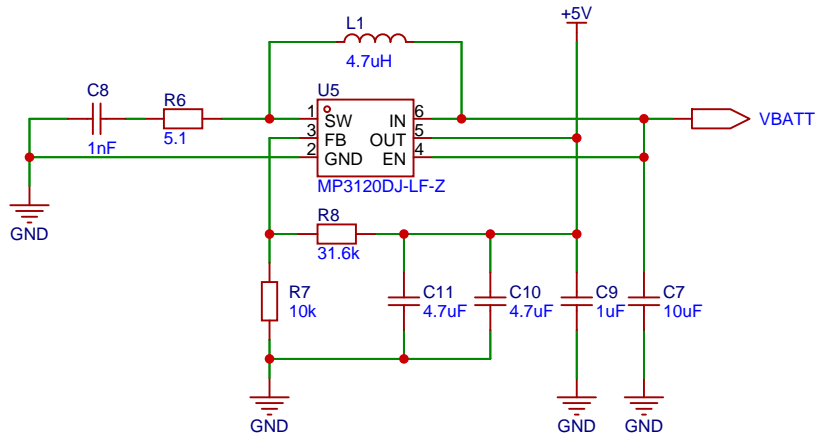 +5V
L1
4.7uH
C8
1nF
R6
5.1
U5
1 SW IN 6
3 FB OUT 5
2 GND EN 4
MP3120DJ-LF-Z
VBATT
GND
R8
31.6k
R7
10k
C11
4.7uF
C10
4.7uF
C9
1uF
C7
10uF
GND
GND
GND